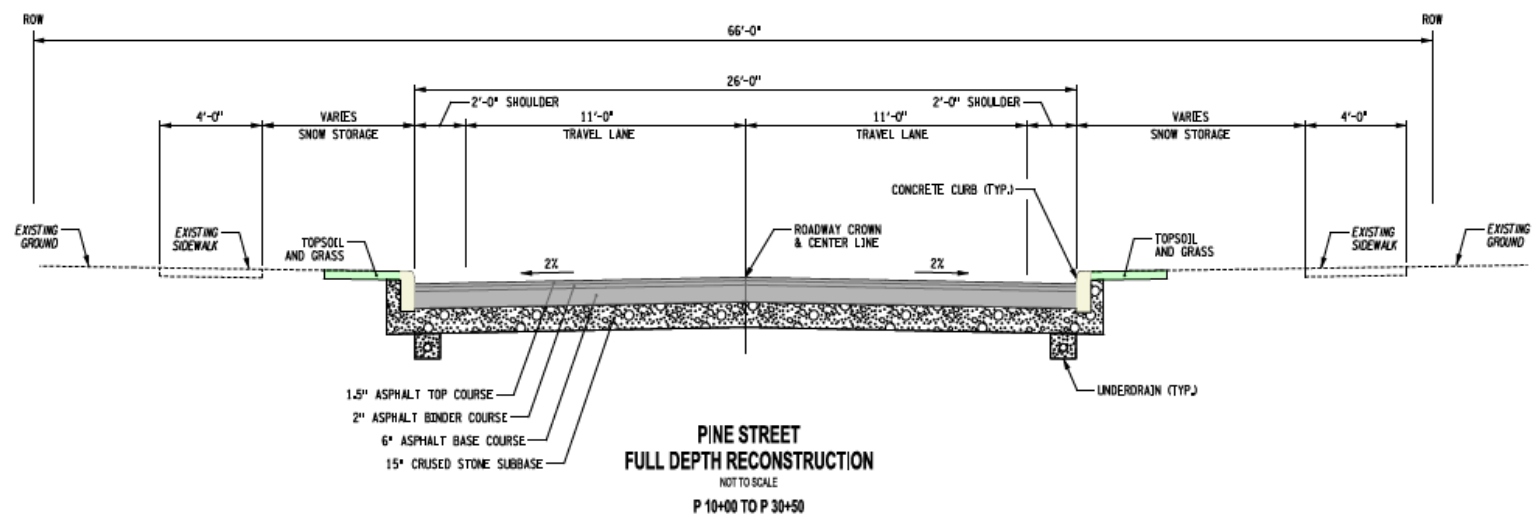 ROW
ROW
66'-0"
26'-0"
2'-0" SHOULDER
2'-0" SHOULDER
4'-0"
VARIES
SNOW STORAGE
11'-0"
TRAVEL LANE
11'-0"
TRAVEL LANE
VARIES
SNOW STORAGE
4'-0"
CONCRETE CURB (TYP.)
EXISTING
GROUND
EXISTING
SIDEWALK
TOPSOIL
AND GRASS
ROADWAY CROWN
& CENTER LINE
TOPSOIL
AND GRASS
EXISTING
SIDEWALK
EXISTING
GROUND
2%
2%
1.5" ASPHALT TOP COURSE
2" ASPHALT BINDER COURSE
6" ASPHALT BASE COURSE
15" CRUSED STONE SUBBASE
UNDERDRAIN (TYP.)
PINE STREET
FULL DEPTH RECONSTRUCTION
NOT TO SCALE
P 10+00 TO P 30+50